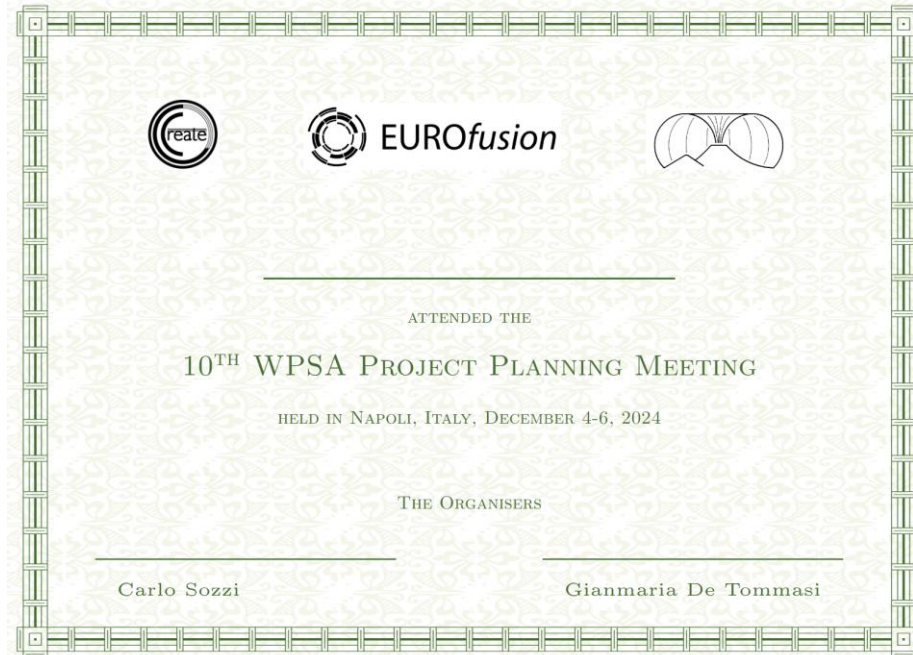 Create
EUROfusion
ATTENDED THE
10TH WPSA PROJECT PLANNING MEETING
HELD IN NAPOLI, ITALY, DECEMBER 4-6, 2024
THE ORGANISERS
Carlo Sozzi
Gianmaria De Tommasi